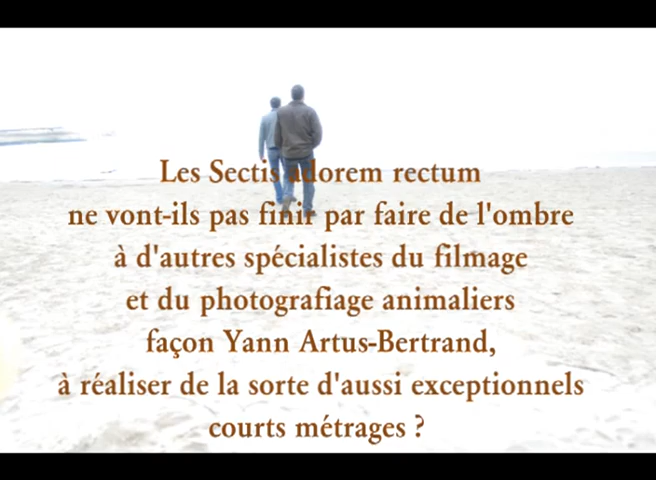 Les Sectis adorem rectum
ne vont-ils pas finir par faire de l'ombre
à d'autres spécialistes du filmage
et du photografiage animaliers
façon Yann Artus-Bertrand,
à réaliser de la sorte d'aussi exceptionnels
courts métrages ?